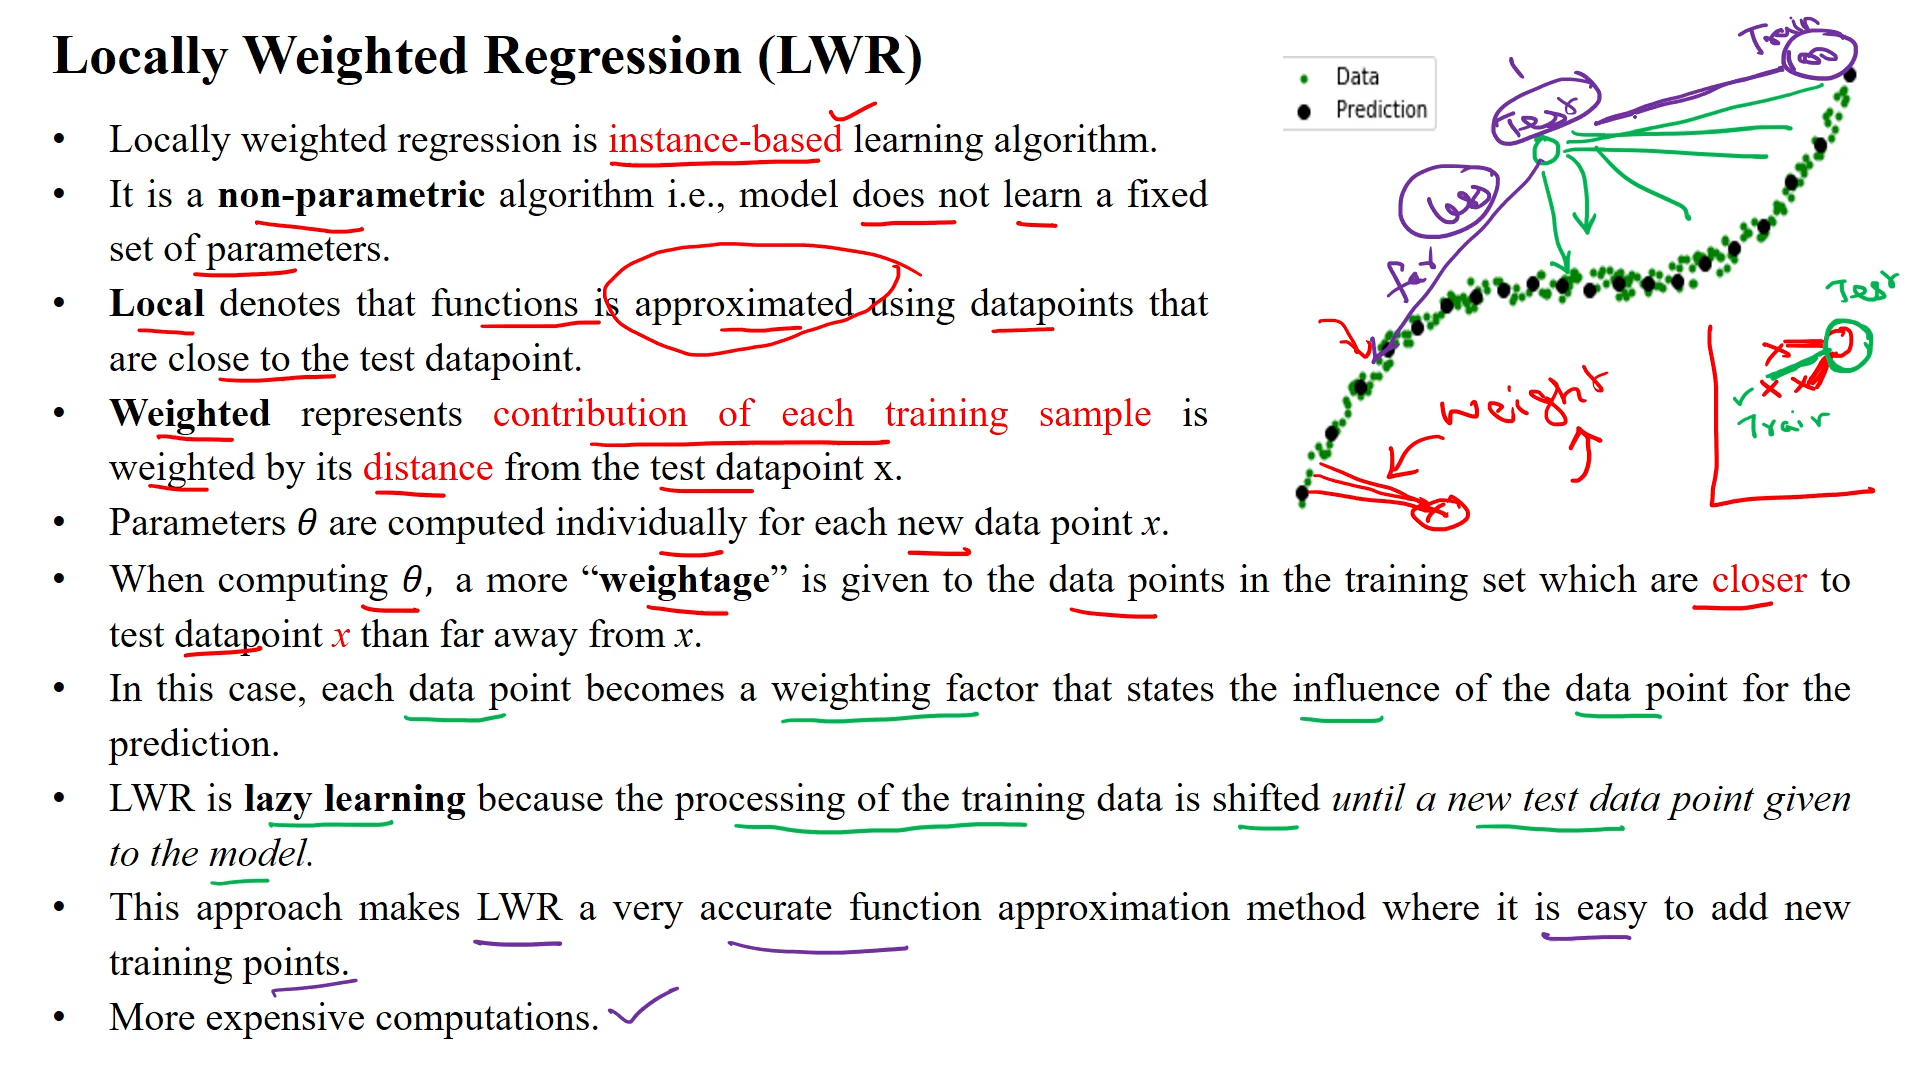 Locally Weighted Regression (LWR)
• Locally weighted regression is instance-based learning algorithm.
• It is a non-parametric algorithm i.e., model does not learn a fixed
set of parameters.
• Local denotes that functions is approximated using datapoints that
are close to the test datapoint.
• Weighted represents contribution of each training sample is
weighted by its distance from the test datapoint x.
• Parameters θ are computed individually for each new data point x.
• When computing θ, a more “weightage” is given to the data points in the training set which are closer to
test datapoint x than far away from x.
• In this case, each data point becomes a weighting factor that states the influence of the data point for the
prediction.
• LWR is lazy learning because the processing of the training data is shifted until a new test data point given
to the model.
• This approach makes LWR a very accurate function approximation method where it is easy to add new
training points.
• More expensive computations.
Data
Prediction
Train
Test
far
weight
Test
Train